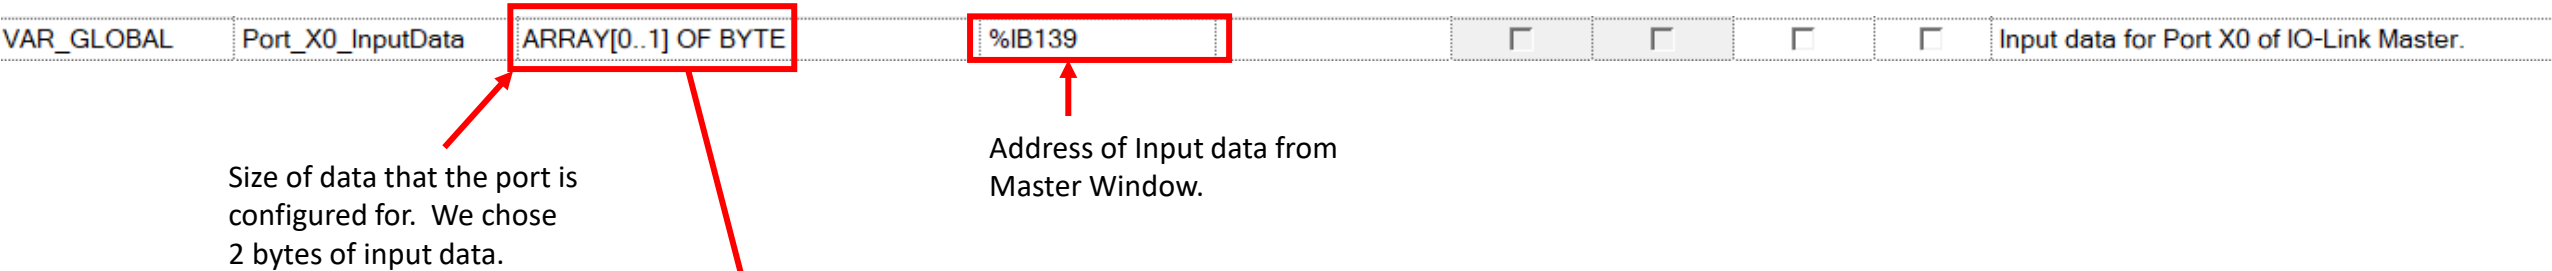 VAR_GLOBAL Port_X0_InputData ARRAY[0..1] OF BYTE %IB139 Input data for Port X0 of IO-Link Master.
Size of data that the port is
configured for. We chose
2 bytes of input data.
Address of Input data from
Master Window.